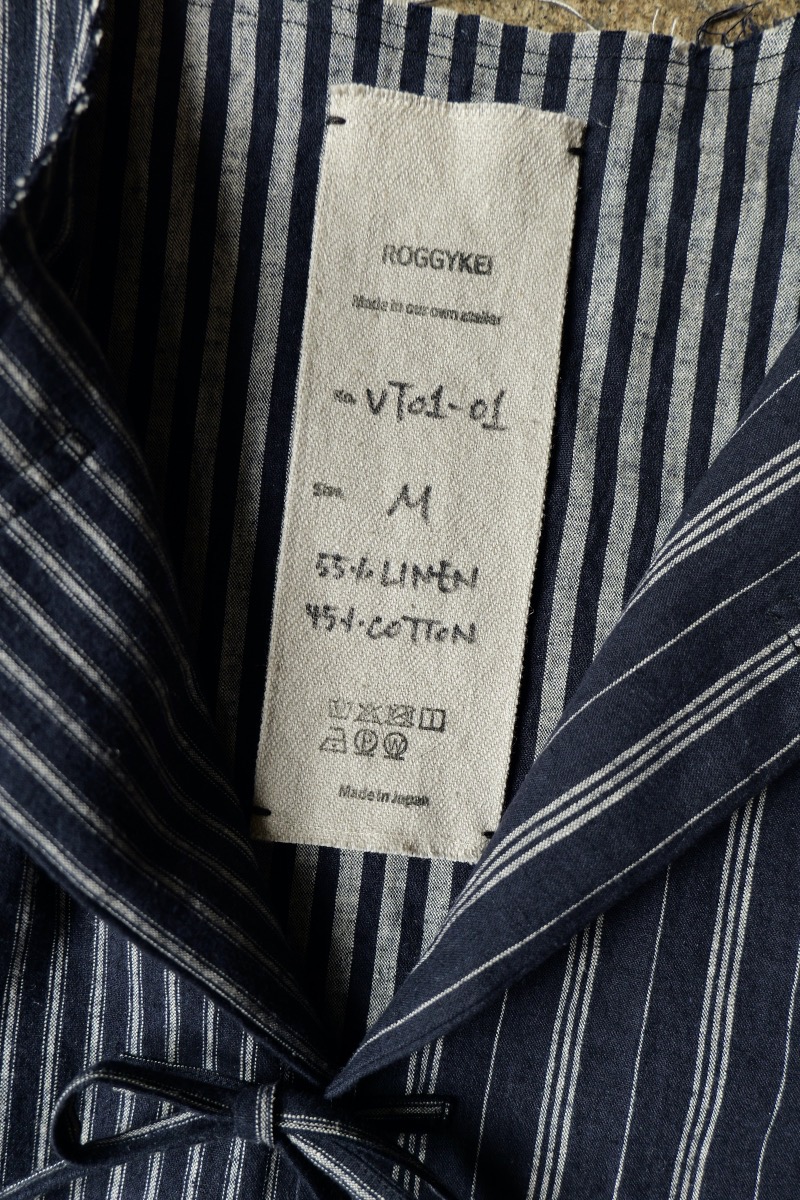 ROGGYKEI
Made in our own atelier
No. VT01-01
Size. M
55% LINEN
45%.COTTON
Made in Japan